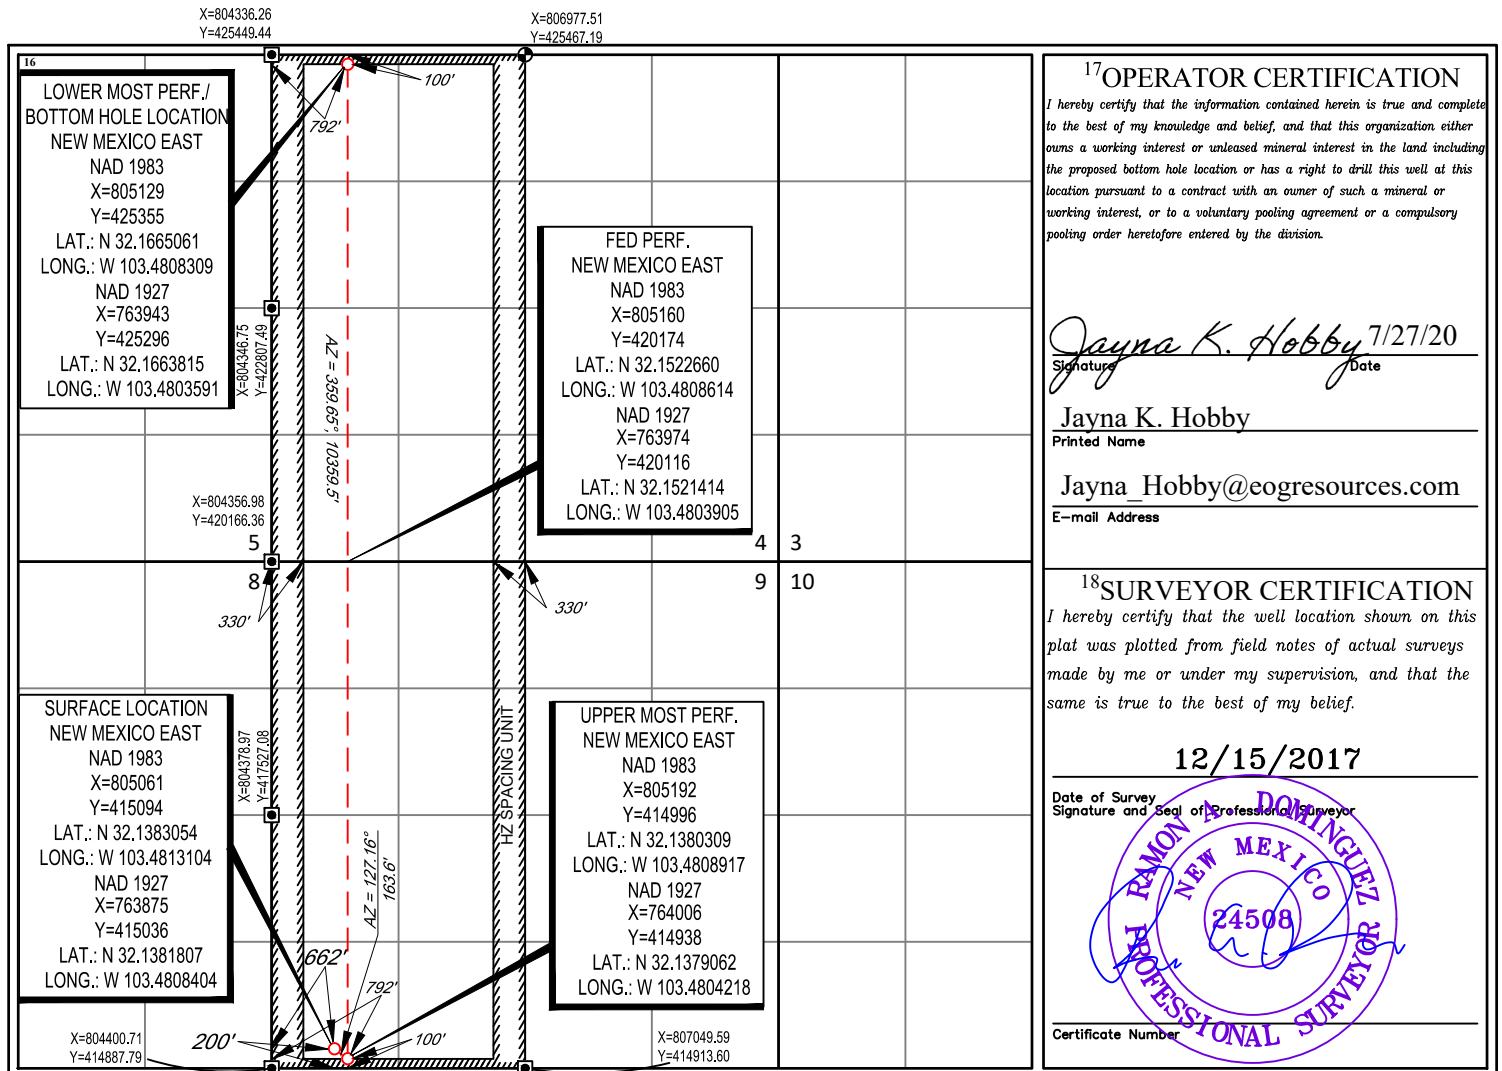 X=804336.26
Y=425449.44
X=806977.51
Y=425467.19
16
LOWER MOST PERF./
BOTTOM HOLE LOCATION
NEW MEXICO EAST
NAD 1983
X=805129
Y=425355
LAT.: N 32.1665061
LONG.: W 103.4808309
NAD 1927
X=763943
Y=425296
LAT.: N 32.1663815
LONG.: W 103.4803591
100'
792'
X=804346.75
Y=422807.49
AZ = 359.65°, 10359.5'
FED PERF.
NEW MEXICO EAST
NAD 1983
X=805160
Y=420174
LAT.: N 32.1522660
LONG.: W 103.4808614
NAD 1927
X=763974
Y=420116
LAT.: N 32.1521414
LONG.: W 103.4803905
X=804356.98
Y=420166.36
5
4
3
8
9
10
330'
330'
SURFACE LOCATION
NEW MEXICO EAST
NAD 1983
X=805061
Y=415094
LAT.: N 32.1383054
LONG.: W 103.4813104
NAD 1927
X=763875
Y=415036
LAT.: N 32.1381807
LONG.: W 103.4808404
X=804378.97
Y=417527.08
HZ SPACING UNIT
AZ = 127.16°
163.6'
UPPER MOST PERF.
NEW MEXICO EAST
NAD 1983
X=805192
Y=414996
LAT.: N 32.1380309
LONG.: W 103.4808917
NAD 1927
X=764006
Y=414938
LAT.: N 32.1379062
LONG.: W 103.4804218
662'
792'
200'
100'
X=804400.71
Y=414887.79
X=807049.59
Y=414913.60
17OPERATOR CERTIFICATION
I hereby certify that the information contained herein is true and complete
to the best of my knowledge and belief, and that this organization either
owns a working interest or unleased mineral interest in the land including
the proposed bottom hole location or has a right to drill this well at this
location pursuant to a contract with an owner of such a mineral or
working interest, or to a voluntary pooling agreement or a compulsory
pooling order heretofore entered by the division.
Jayna K. Hobby 7/27/20
Signature Date
Jayna K. Hobby
Printed Name
Jayna_Hobby@eogresources.com
E-mail Address
18SURVEYOR CERTIFICATION
I hereby certify that the well location shown on this
plat was plotted from field notes of actual surveys
made by me or under my supervision, and that the
same is true to the best of my belief.
12/15/2017
Date of Survey
Signature and Seal of Professional Surveyor
RAMON A. DOMINGUEZ
NEW MEXICO
24508
PROFESSIONAL SURVEYOR
Certificate Number